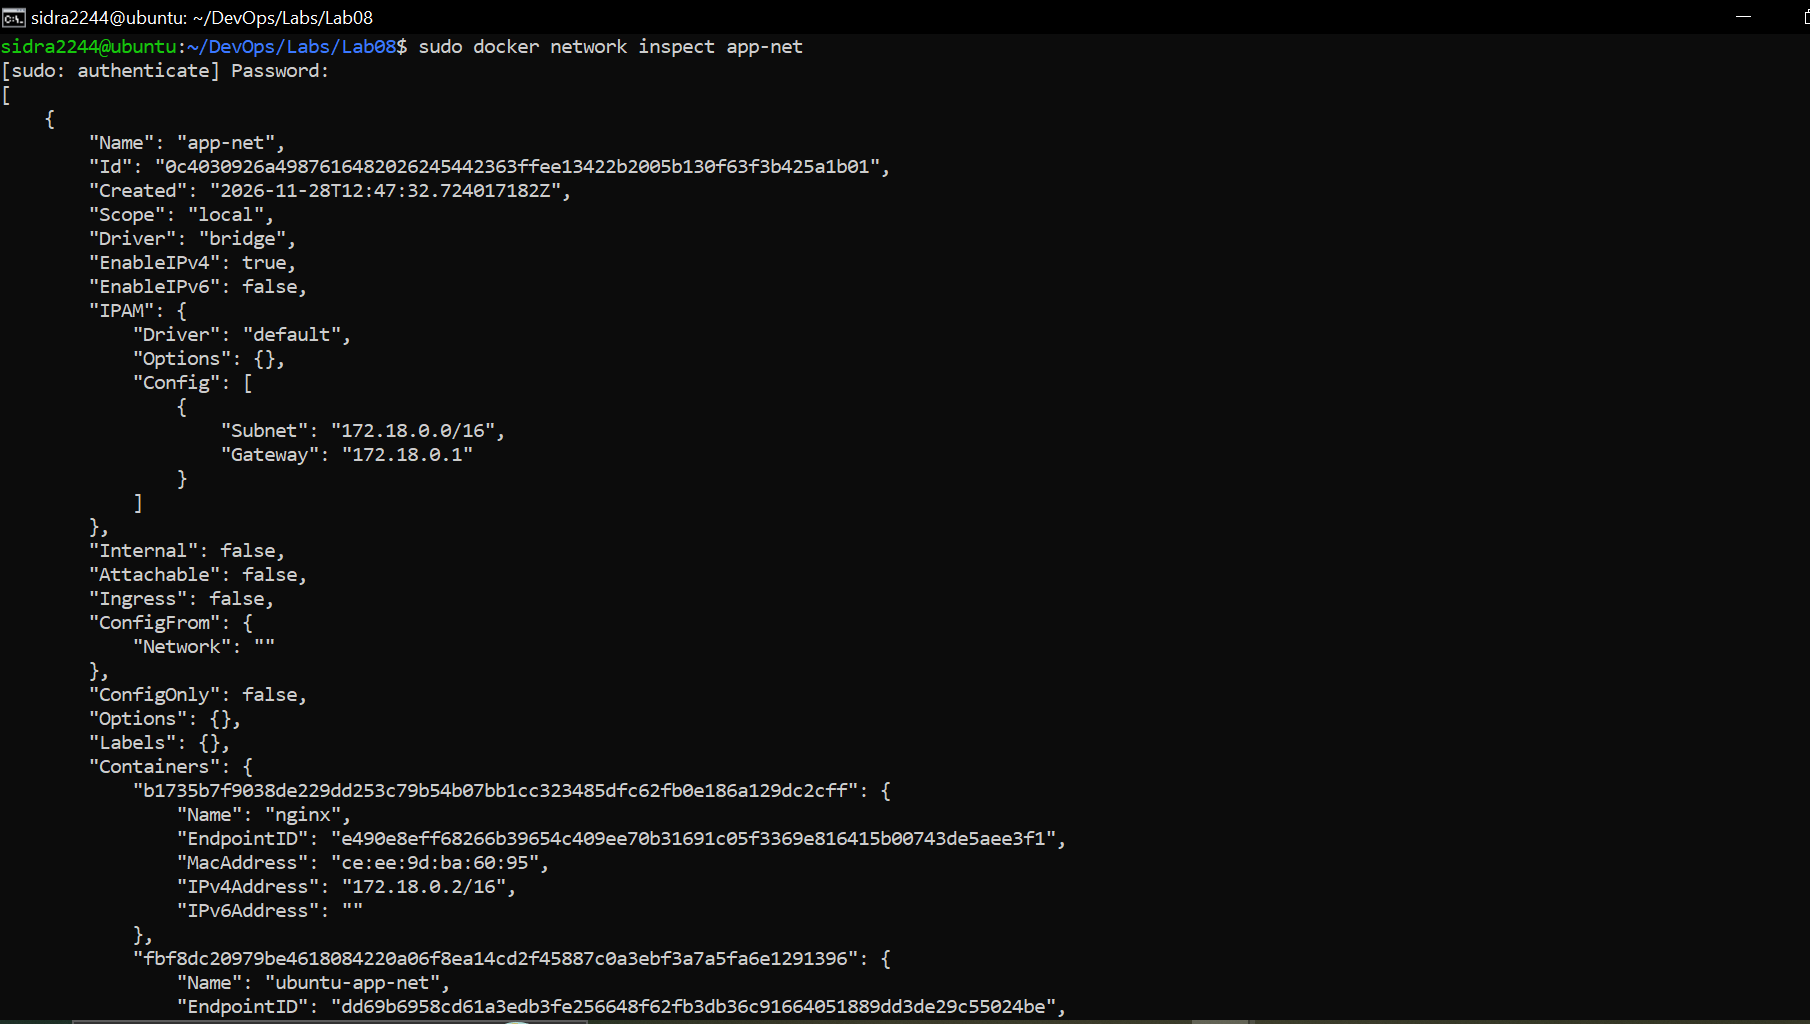 sidra2244@ubuntu: ~/DevOps/Labs/Lab08
sidra2244@ubuntu:~/DevOps/Labs/Lab08$ sudo docker network inspect app-net
[sudo: authenticate] Password:
[
    {
        "Name": "app-net",
        "Id": "0c4030926a4987616482026245442363ffee13422b2005b130f63f3b425a1b01",
        "Created": "2026-11-28T12:47:32.724017182Z",
        "Scope": "local",
        "Driver": "bridge",
        "EnableIPv4": true,
        "EnableIPv6": false,
        "IPAM": {
            "Driver": "default",
            "Options": {},
            "Config": [
                {
                    "Subnet": "172.18.0.0/16",
                    "Gateway": "172.18.0.1"
                }
            ]
        },
        "Internal": false,
        "Attachable": false,
        "Ingress": false,
        "ConfigFrom": {
            "Network": ""
        },
        "ConfigOnly": false,
        "Options": {},
        "Labels": {},
        "Containers": {
            "b1735b7f9038de229dd253c79b54b07bb1cc323485dfc62fb0e186a129dc2cff": {
                "Name": "nginx",
                "EndpointID": "e490e8eff68266b39654c409ee70b31691c05f3369e816415b00743de5aee3f1",
                "MacAddress": "ce:ee:9d:ba:60:95",
                "IPv4Address": "172.18.0.2/16",
                "IPv6Address": ""
            },
            "fbf8dc20979be4618084220a06f8ea14cd2f45887c0a3ebf3a7a5fa6e1291396": {
                "Name": "ubuntu-app-net",
                "EndpointID": "dd69b6958cd61a3edb3fe256648f62fb3db36c91664051889dd3de29c55024be",